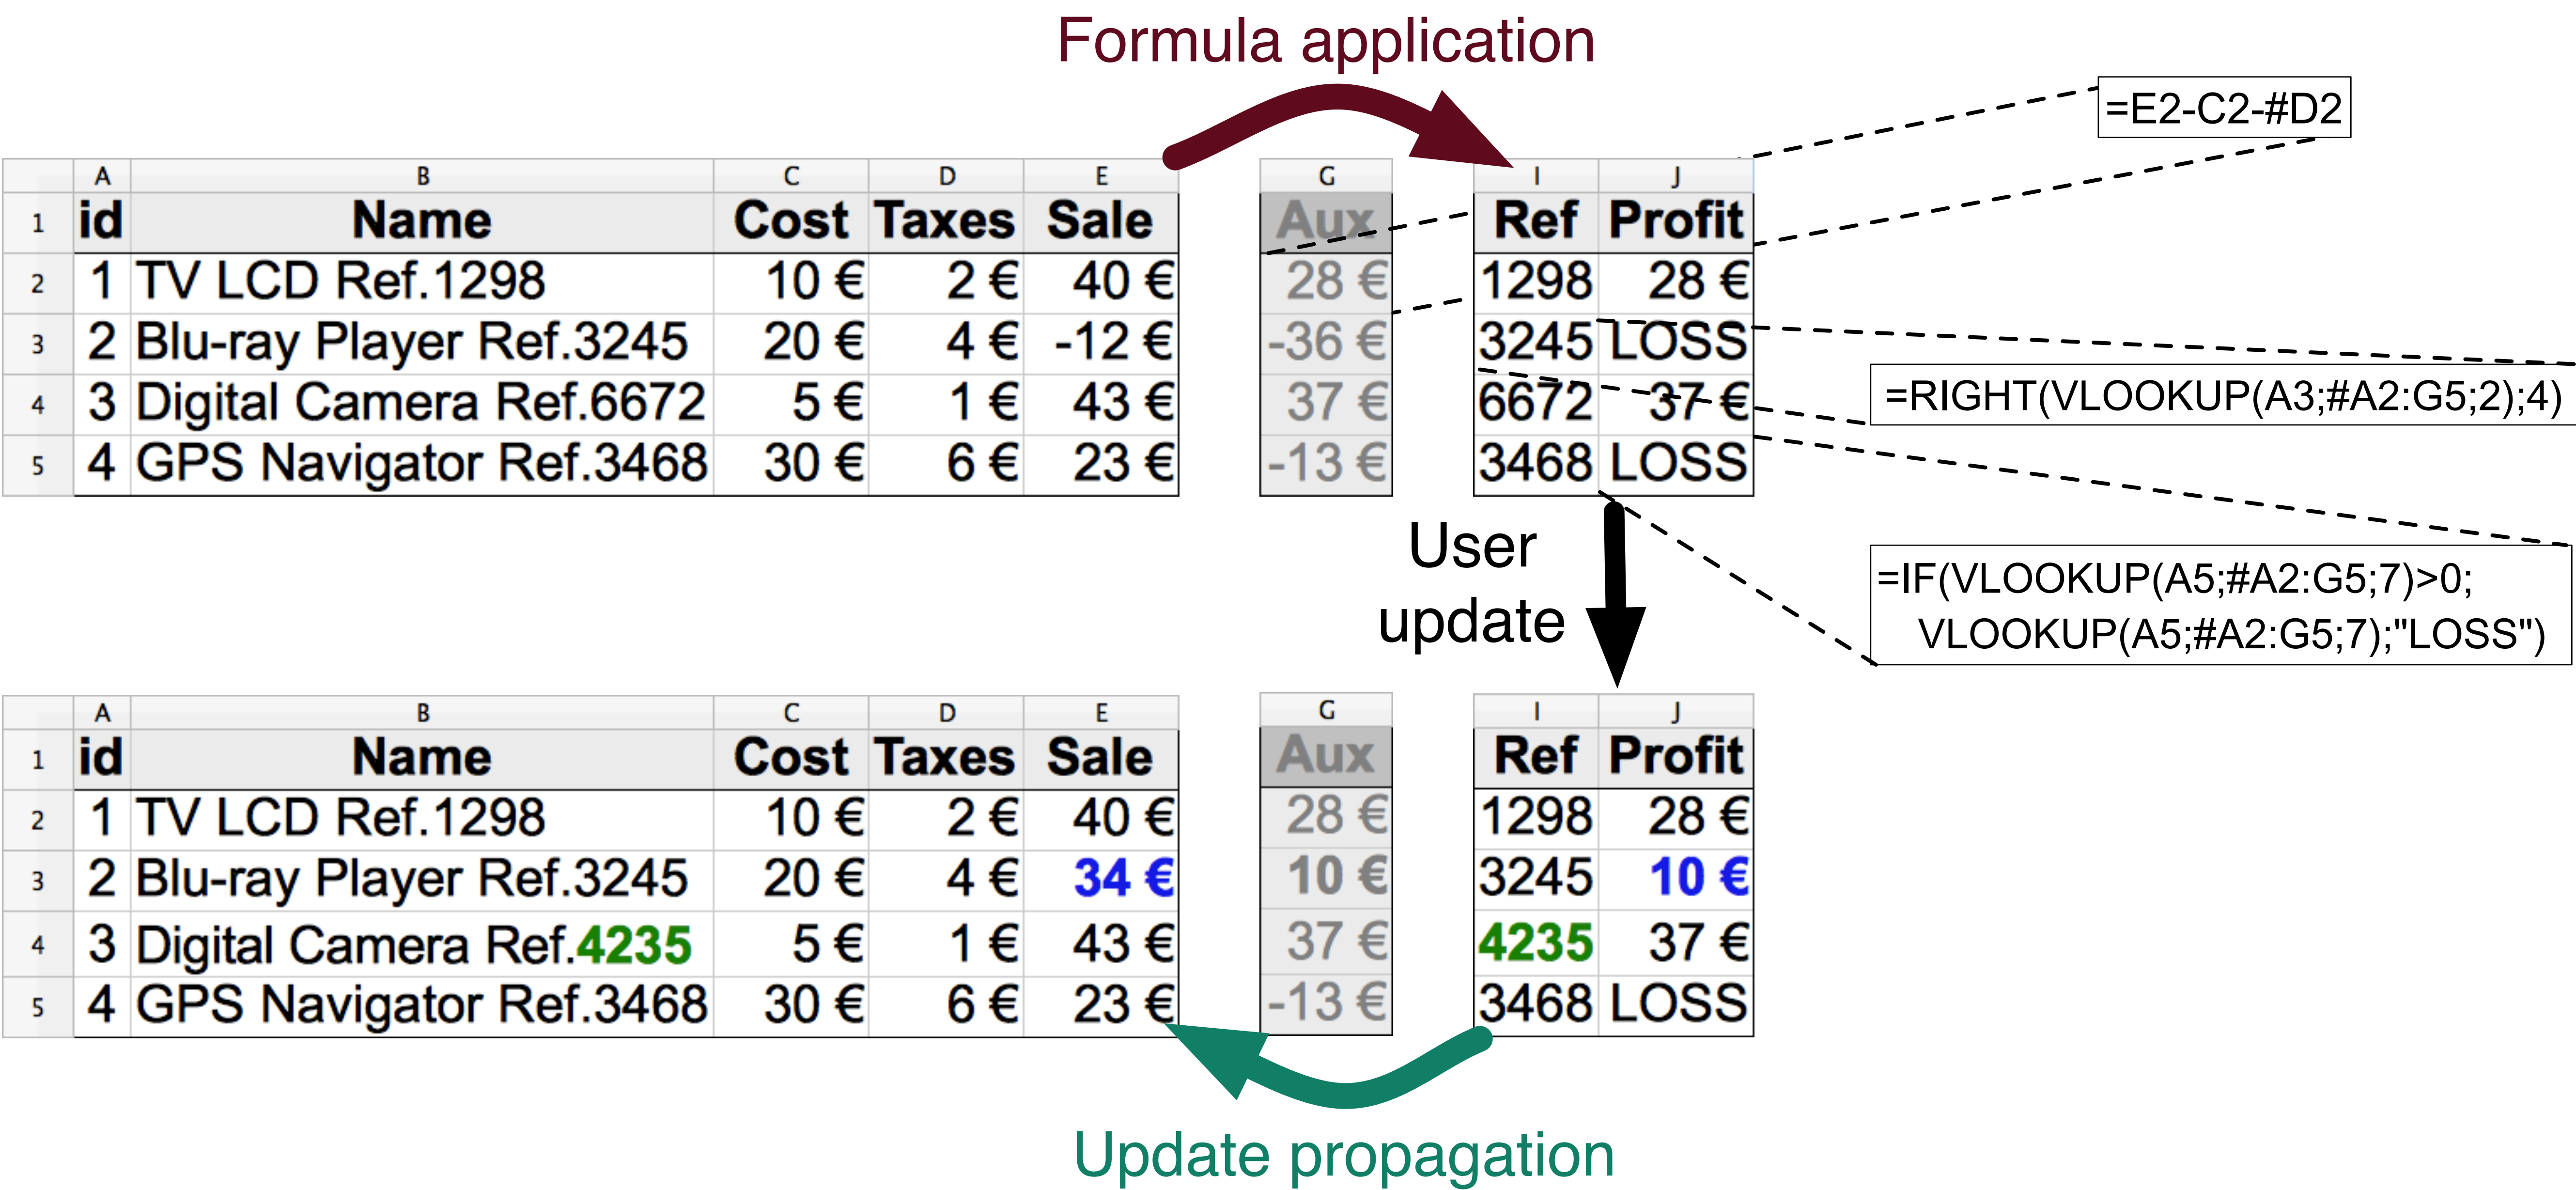 Formula application
=E2-C2-#D2
A B C D E G I J
1 id Name Cost Taxes Sale Aux Ref Profit
2 1 TV LCD Ref.1298 10 € 2 € 40 € 28 € 1298 28 €
3 2 Blu-ray Player Ref.3245 20 € 4 € -12 € -36 € 3245 LOSS
=RIGHT(VLOOKUP(A3;#A2:G5;2);4)
4 3 Digital Camera Ref.6672 5 € 1 € 43 € 37 € 6672 37 €
5 4 GPS Navigator Ref.3468 30 € 6 € 23 € -13 € 3468 LOSS
User
update
=IF(VLOOKUP(A5;#A2:G5;7)>0;
VLOOKUP(A5;#A2:G5;7);"LOSS")
A B C D E G I J
1 id Name Cost Taxes Sale Aux Ref Profit
2 1 TV LCD Ref.1298 10 € 2 € 40 € 28 € 1298 28 €
3 2 Blu-ray Player Ref.3245 20 € 4 € 34 € 10 € 3245 10 €
4 3 Digital Camera Ref.4235 5 € 1 € 43 € 37 € 4235 37 €
5 4 GPS Navigator Ref.3468 30 € 6 € 23 € -13 € 3468 LOSS
Update propagation